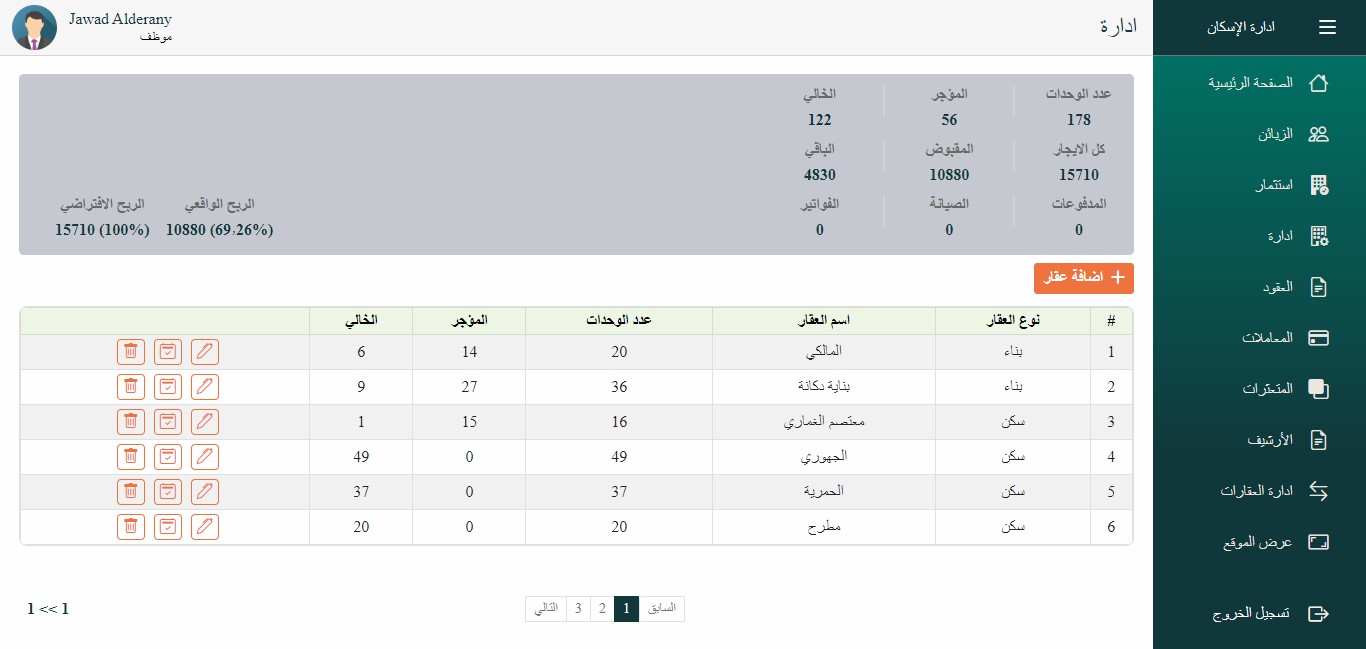 ادارة الإسكان
الصفحة الرئيسية
الزبائن
استثمار
ادارة
العقود
المعاملات
المتعثرات
الأرشيف
ادارة العقارات
عرض الموقع
تسجيل الخروج
ادارة
Jawad Alderany
موظف
عدد الوحدات المؤجر الخالي
178 56 122
كل الايجار المقبوض الباقي
15710 10880 4830
المدفوعات الصيانة الفواتير الربح الواقعي الربح الافتراضي
0 0 0 10880 (69.26%) 15710 (100%)
+ اضافة عقار
# نوع العقار اسم العقار عدد الوحدات المؤجر الخالي
1 بناء المالكي 20 14 6
2 بناء بناية دكانة 36 27 9
3 سكن معتصم الغماري 16 15 1
4 سكن الجهوري 49 0 49
5 سكن الحمرية 37 0 37
6 سكن مطرح 20 0 20
السابق 1 2 3 التالي
1 >> 1